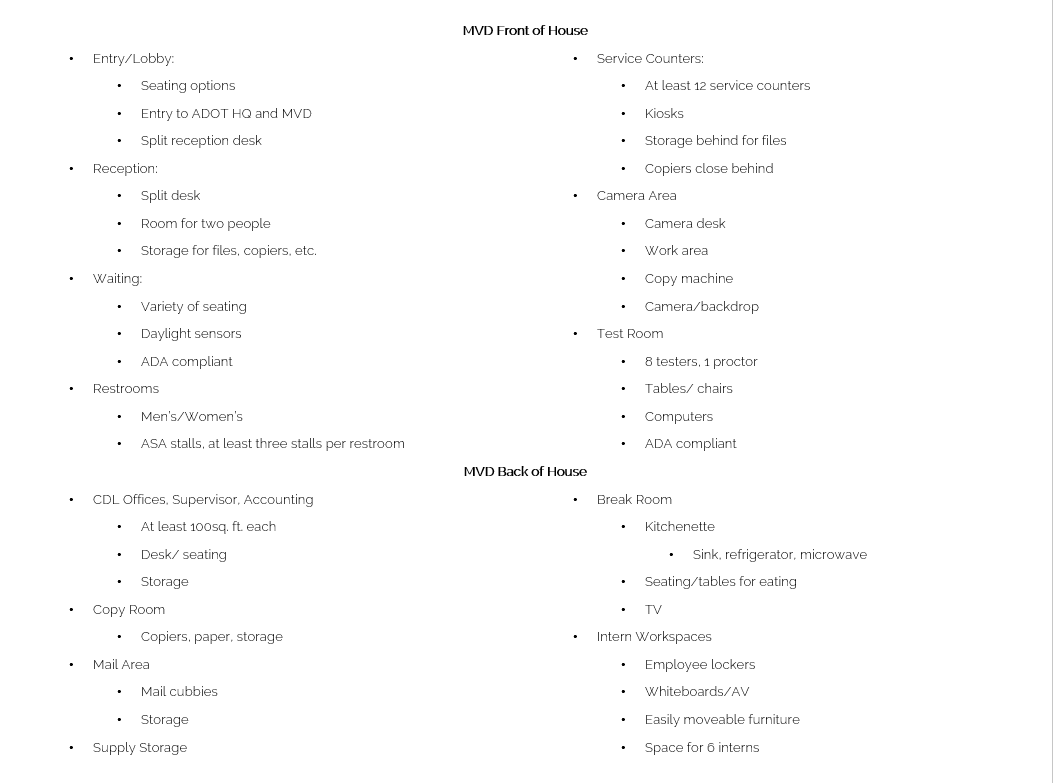 MVD Front of House
• Entry/Lobby:
• Seating options
• Entry to ADOT HQ and MVD
• Split reception desk
• Reception:
• Split desk
• Room for two people
• Storage for files, copiers, etc.
• Waiting:
• Variety of seating
• Daylight sensors
• ADA compliant
• Restrooms
• Men's/Women's
• ASA stalls, at least three stalls per restroom
• Service Counters:
• At least 12 service counters
• Kiosks
• Storage behind for files
• Copiers close behind
• Camera Area
• Camera desk
• Work area
• Copy machine
• Camera/backdrop
• Test Room
• 8 testers, 1 proctor
• Tables/ chairs
• Computers
• ADA compliant
MVD Back of House
• CDL Offices, Supervisor, Accounting
• At least 100sq. ft. each
• Desk/ seating
• Storage
• Copy Room
• Copiers, paper, storage
• Mail Area
• Mail cubbies
• Storage
• Supply Storage
• Break Room
• Kitchenette
• Sink, refrigerator, microwave
• Seating/tables for eating
• TV
• Intern Workspaces
• Employee lockers
• Whiteboards/AV
• Easily moveable furniture
• Space for 6 interns